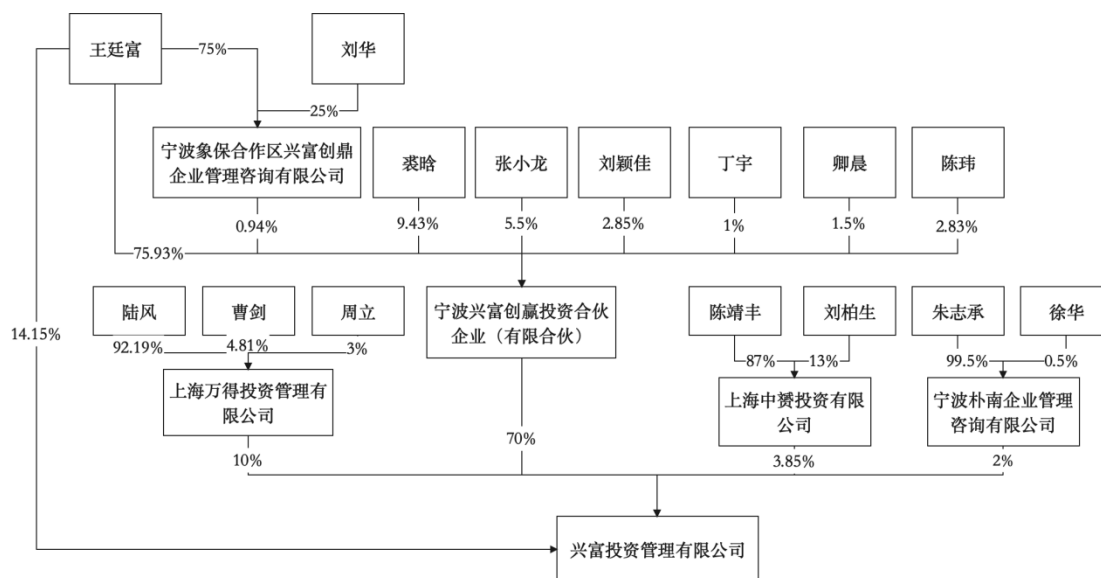 王廷富
75%
刘华
25%
宁波象保合作区兴富创鼎
企业管理咨询有限公司
裘晗
张小龙
刘颖佳
丁宇
卿晨
陈玮
0.94%
9.43%
5.5%
2.85%
1%
1.5%
2.83%
75.93%
陆风
曹剑
周立
宁波兴富创赢投资合伙
企业（有限合伙）
陈靖丰
刘柏生
朱志承
徐华
14.15%
92.19%
4.81%
3%
87%
13%
99.5%
0.5%
上海万得投资管理有
限公司
上海中赟投资有限
公司
宁波朴南企业管理
咨询有限公司
70%
10%
3.85%
2%
兴富投资管理有限公司